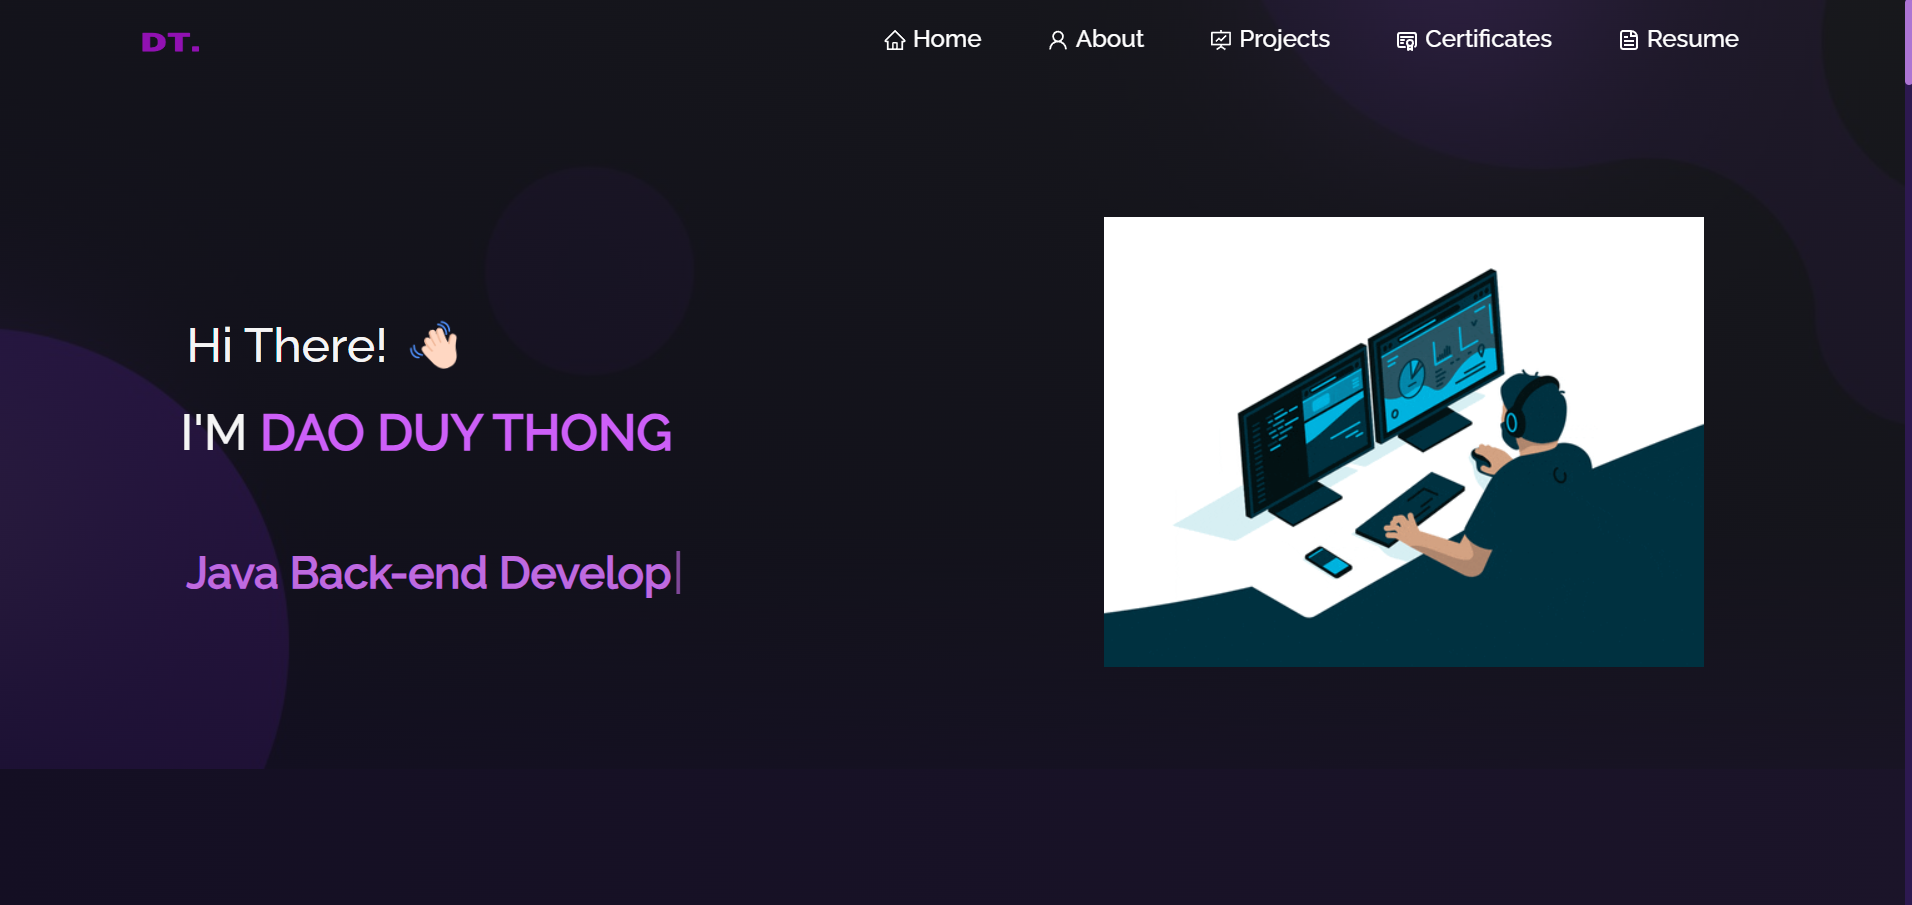 DT.
Home
About
Projects
Certificates
Resume
Hi There! 👋🏻
I'M DAO DUY THONG
Java Back-end Develop|